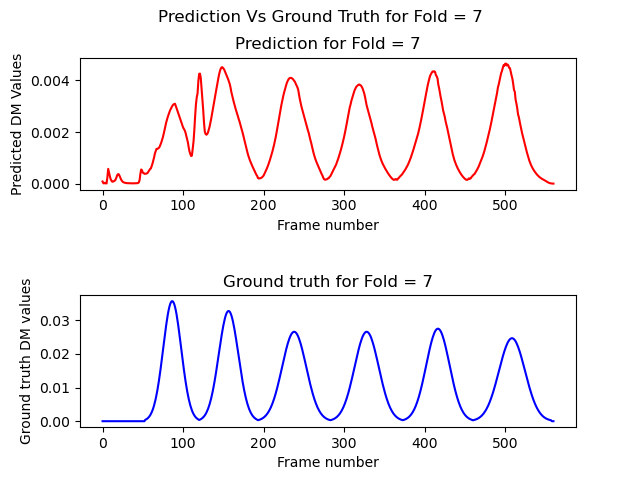 Prediction Vs Ground Truth for Fold = 7
Prediction for Fold = 7
Predicted DM Values
0.004
0.002
0.000
0 100 200 300 400 500
Frame number
Ground truth for Fold = 7
Ground truth DM values
0.03
0.02
0.01
0.00
0 100 200 300 400 500
Frame number